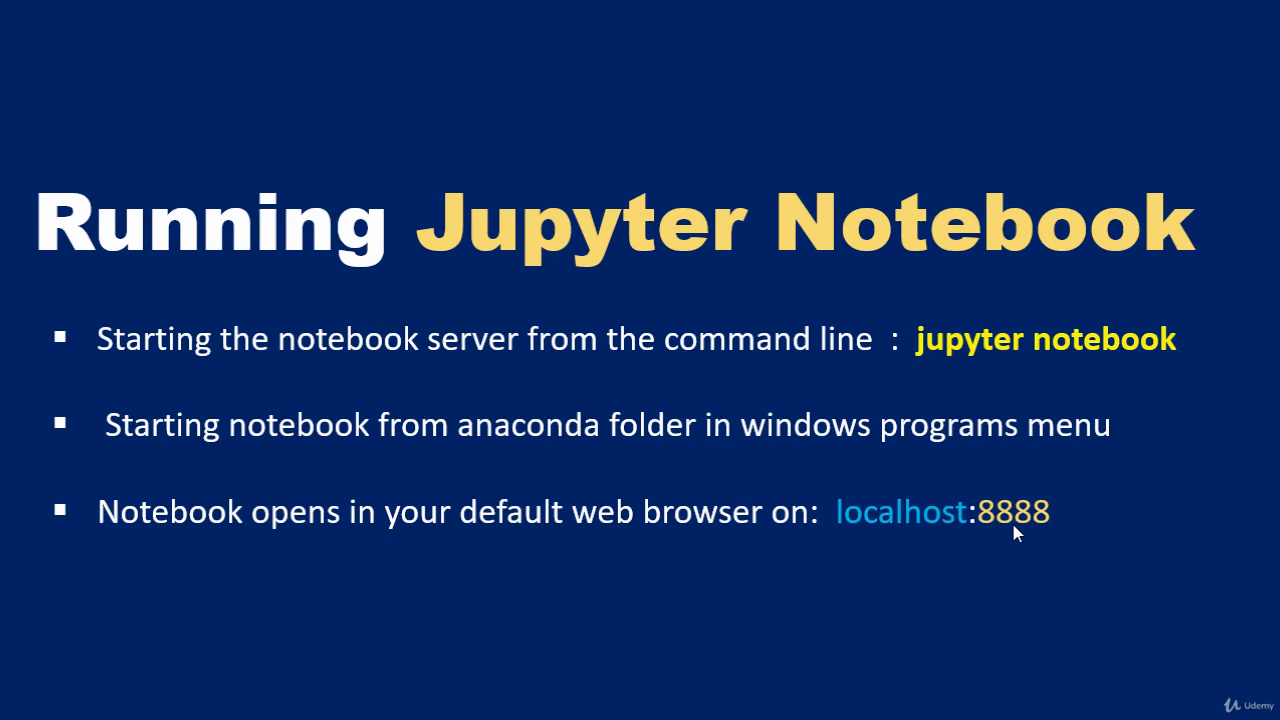 Running Jupyter Notebook
▪ Starting the notebook server from the command line : jupyter notebook
▪ Starting notebook from anaconda folder in windows programs menu
▪ Notebook opens in your default web browser on: localhost:8888
Udemy